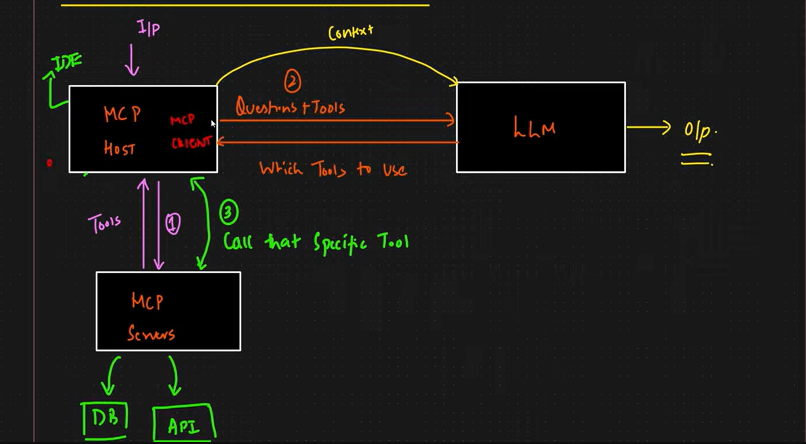 I/P
Context
IDE
②
MCP
HOST
MCP
CLIENT
Questions + Tools
LLM
O/p.
Which Tools to use
Tools
①
③
Call that Specific Tool
MCP
Servers
DB
API